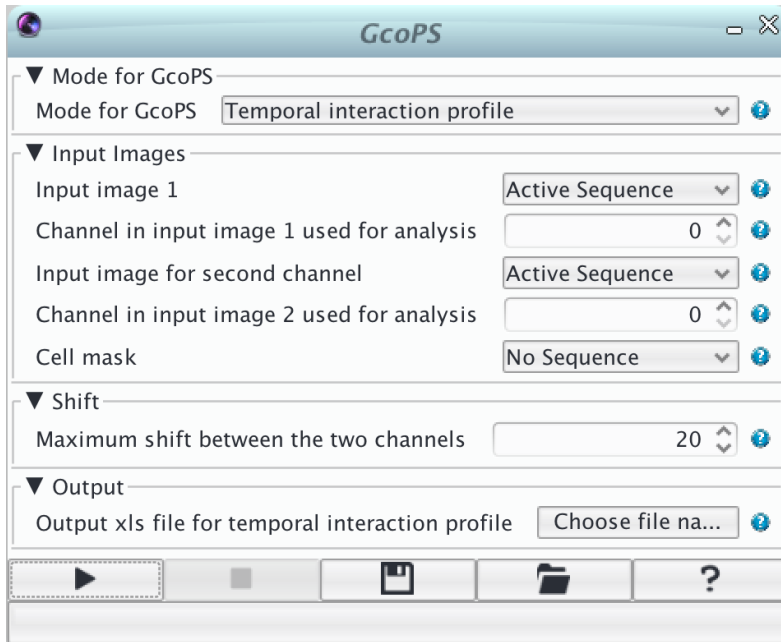 GcoPS
▼ Mode for GcoPS
Mode for GcoPS Temporal interaction profile ?
▼ Input Images
Input image 1 Active Sequence ?
Channel in input image 1 used for analysis 0 ?
Input image for second channel Active Sequence ?
Channel in input image 2 used for analysis 0 ?
Cell mask No Sequence ?
▼ Shift
Maximum shift between the two channels 20 ?
▼ Output
Output xls file for temporal interaction profile Choose file na... ?
?